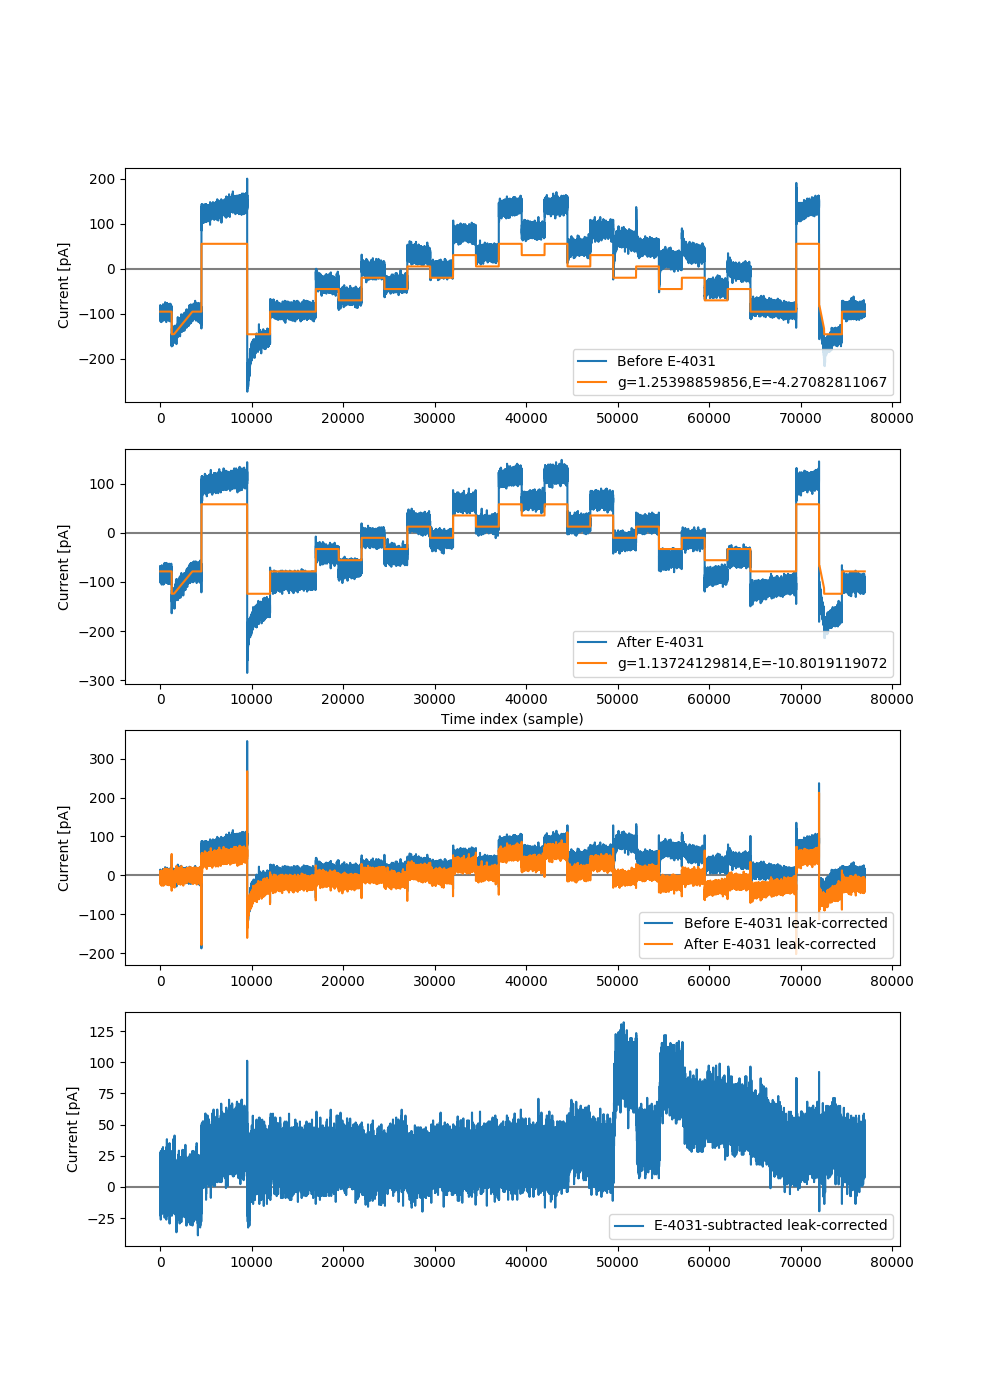 200
100
0
−100
−200
Current [pA]
Before E-4031
g=1.25398859856,E=-4.27082811067
0 10000 20000 30000 40000 50000 60000 70000 80000
100
0
−100
−200
−300
Current [pA]
After E-4031
g=1.13724129814,E=-10.8019119072
0 10000 20000 30000 40000 50000 60000 70000 80000
Time index (sample)
300
200
100
0
−100
−200
Current [pA]
Before E-4031 leak-corrected
After E-4031 leak-corrected
0 10000 20000 30000 40000 50000 60000 70000 80000
125
100
75
50
25
0
−25
Current [pA]
E-4031-subtracted leak-corrected
0 10000 20000 30000 40000 50000 60000 70000 80000